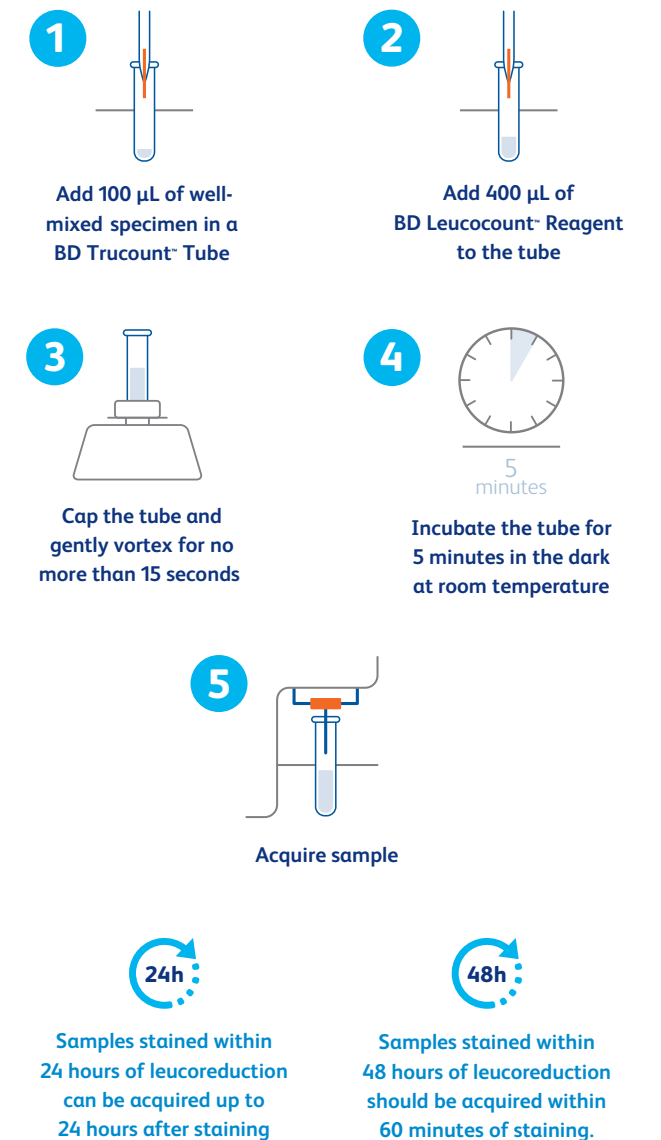 1
Add 100 µL of well-
mixed specimen in a
BD Trucount™ Tube
2
Add 400 µL of
BD Leucocount™ Reagent
to the tube
3
Cap the tube and
gently vortex for no
more than 15 seconds
4
5
minutes
Incubate the tube for
5 minutes in the dark
at room temperature
5
Acquire sample
24h
Samples stained within
24 hours of leucoreduction
can be acquired up to
24 hours after staining
48h
Samples stained within
48 hours of leucoreduction
should be acquired within
60 minutes of staining.